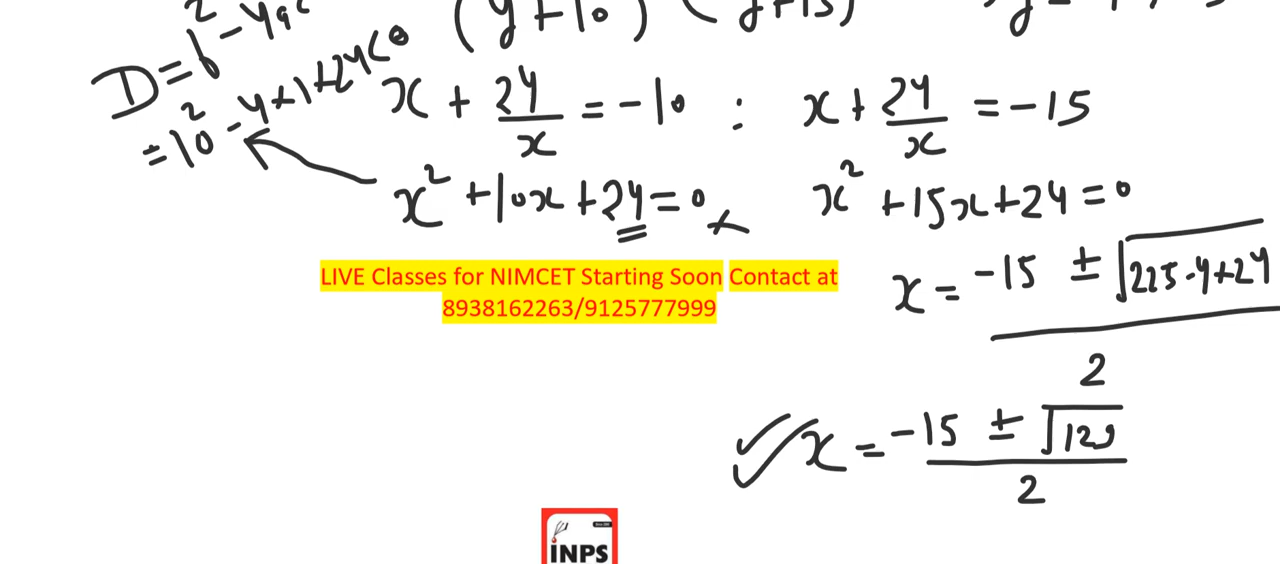 D = b² - 4ac (y + 10) (y + 15)
= 10² - 4×1×24 < 0
x + 24/x = -10 : x + 24/x = -15
x² + 10x + 24 = 0 x x² + 15x + 24 = 0
LIVE Classes for NIMCET Starting Soon Contact at
8938162263/9125777999
x = -15 ± √225-4×24
2
✓ x = -15 ± √129
2
INPS